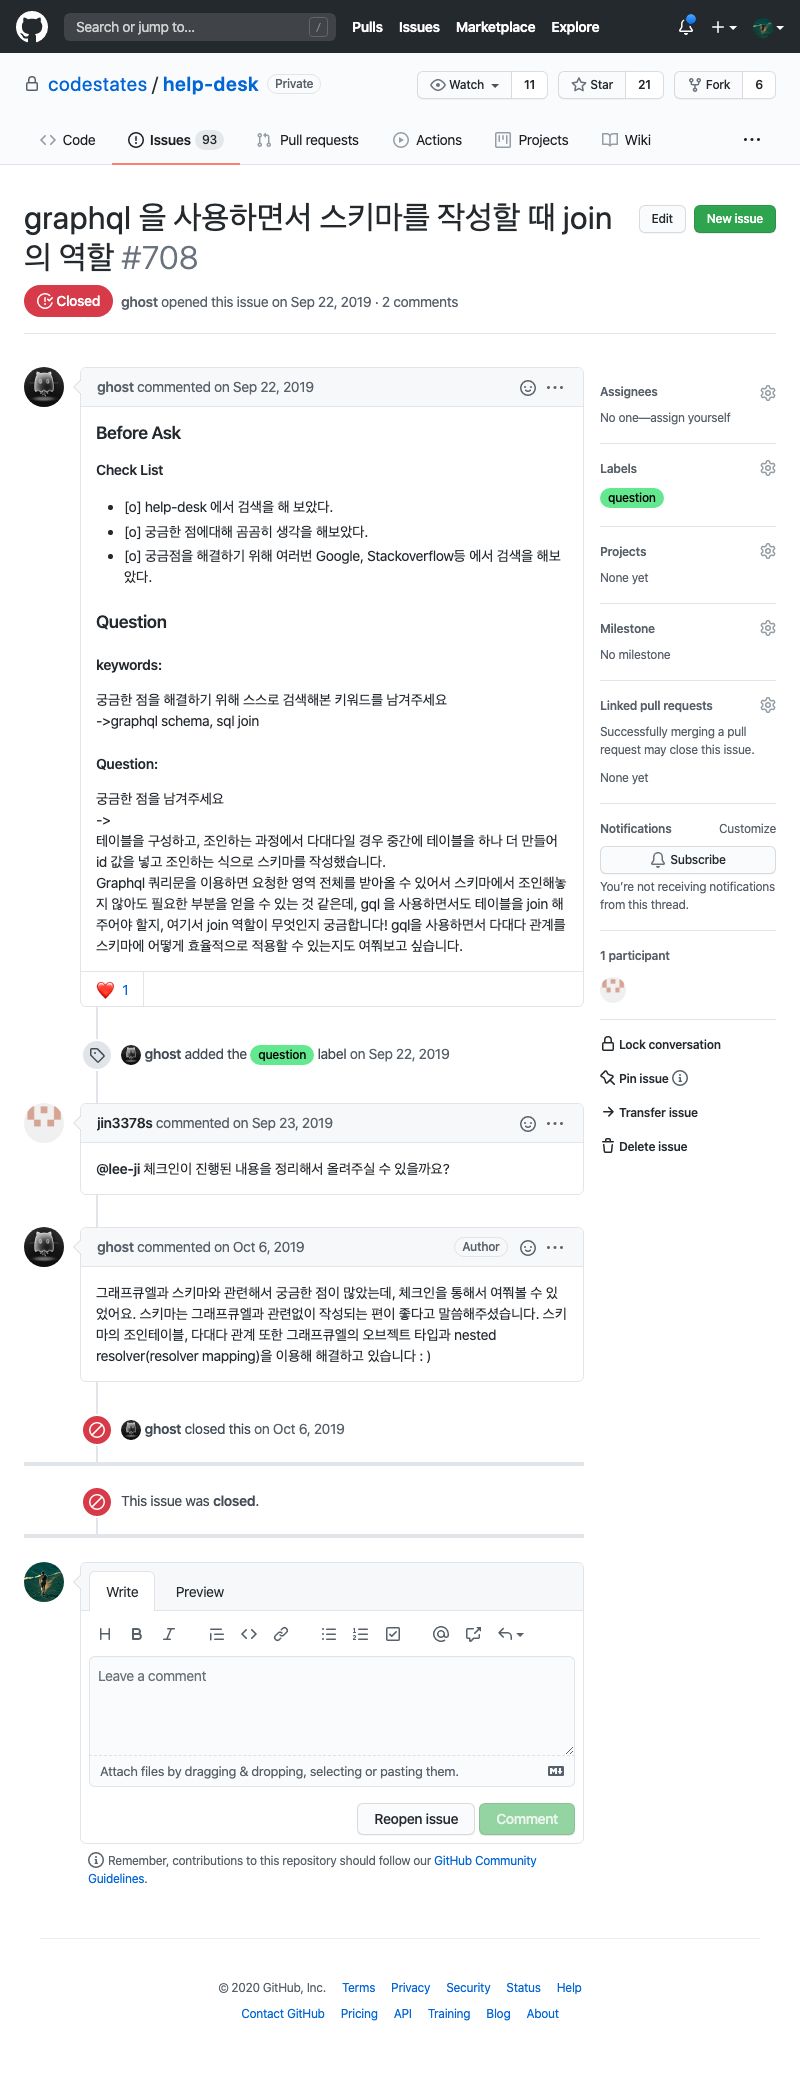 Search or jump to... /
Pulls Issues Marketplace Explore
codestates / help-desk Private
Watch 11 Star 21 Fork 6
Code Issues 93 Pull requests Actions Projects Wiki ...
graphql 을 사용하면서 스키마를 작성할 때 join
의 역할 #708
Edit New issue
Closed ghost opened this issue on Sep 22, 2019 · 2 comments
ghost commented on Sep 22, 2019
Before Ask
Check List
• [o] help-desk 에서 검색을 해 보았다.
• [o] 궁금한 점에대해 곰곰히 생각을 해보았다.
• [o] 궁금점을 해결하기 위해 여러번 Google, Stackoverflow등 에서 검색을 해보
았다.
Question
keywords:
궁금한 점을 해결하기 위해 스스로 검색해본 키워드를 남겨주세요
->graphql schema, sql join
Question:
궁금한 점을 남겨주세요
->
테이블을 구성하고, 조인하는 과정에서 다대다일 경우 중간에 테이블을 하나 더 만들어
id 값을 넣고 조인하는 식으로 스키마를 작성했습니다.
Graphql 쿼리문을 이용하면 요청한 영역 전체를 받아올 수 있어서 스키마에서 조인해놓
지 않아도 필요한 부분을 얻을 수 있는 것 같은데, gql 을 사용하면서도 테이블을 join 해
주어야 할지, 여기서 join 역할이 무엇인지 궁금합니다! gql을 사용하면서 다대다 관계를
스키마에 어떻게 효율적으로 적용할 수 있는지도 여쭤보고 싶습니다.
❤️ 1
ghost added the question label on Sep 22, 2019
jin3378s commented on Sep 23, 2019
@lee-ji 체크인이 진행된 내용을 정리해서 올려주실 수 있을까요?
ghost commented on Oct 6, 2019 Author
그래프큐엘과 스키마와 관련해서 궁금한 점이 많았는데, 체크인을 통해서 여쭤볼 수 있
었어요. 스키마는 그래프큐엘과 관련없이 작성되는 편이 좋다고 말씀해주셨습니다. 스키
마의 조인테이블, 다대다 관계 또한 그래프큐엘의 오브젝트 타입과 nested
resolver(resolver mapping)을 이용해 해결하고 있습니다 : )
ghost closed this on Oct 6, 2019
This issue was closed.
Write Preview
H B I
Leave a comment
Attach files by dragging & dropping, selecting or pasting them.
Reopen issue Comment
Remember, contributions to this repository should follow our GitHub Community
Guidelines.
Assignees
No one—assign yourself
Labels
question
Projects
None yet
Milestone
No milestone
Linked pull requests
Successfully merging a pull
request may close this issue.
None yet
Notifications Customize
Subscribe
You're not receiving notifications
from this thread.
1 participant
Lock conversation
Pin issue
Transfer issue
Delete issue
© 2020 GitHub, Inc. Terms Privacy Security Status Help
Contact GitHub Pricing API Training Blog About